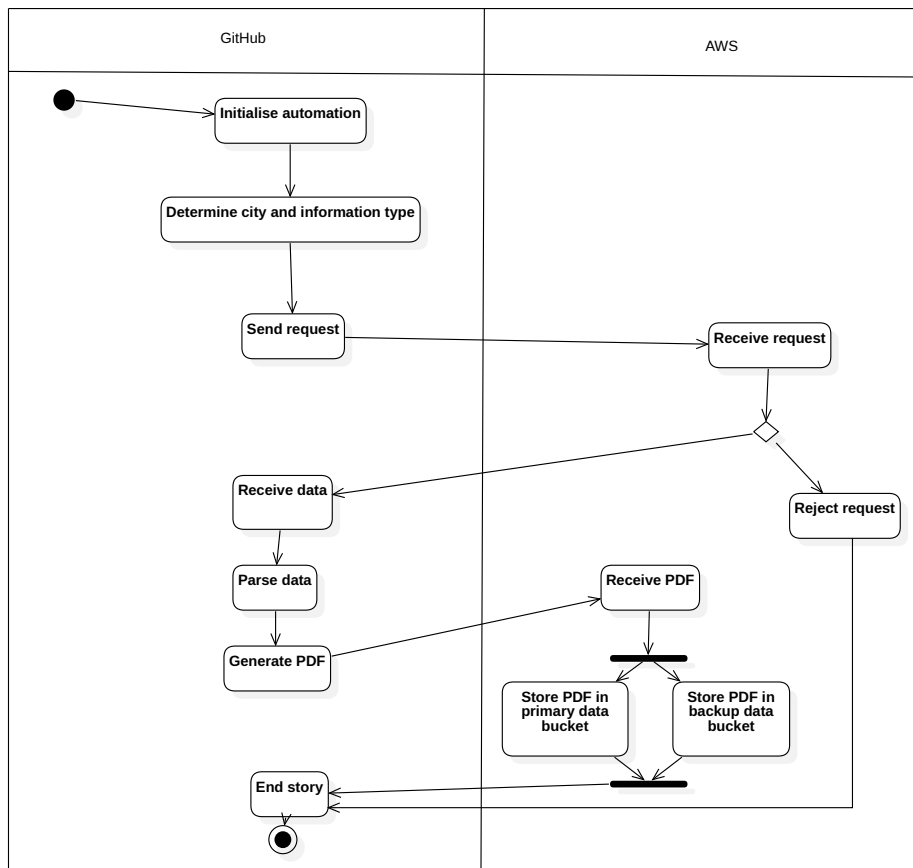 GitHub
AWS
Initialise automation
Determine city and information type
Send request
Receive request
Receive data
Reject request
Parse data
Receive PDF
Generate PDF
Store PDF in
primary data
bucket
Store PDF in
backup data
bucket
End story